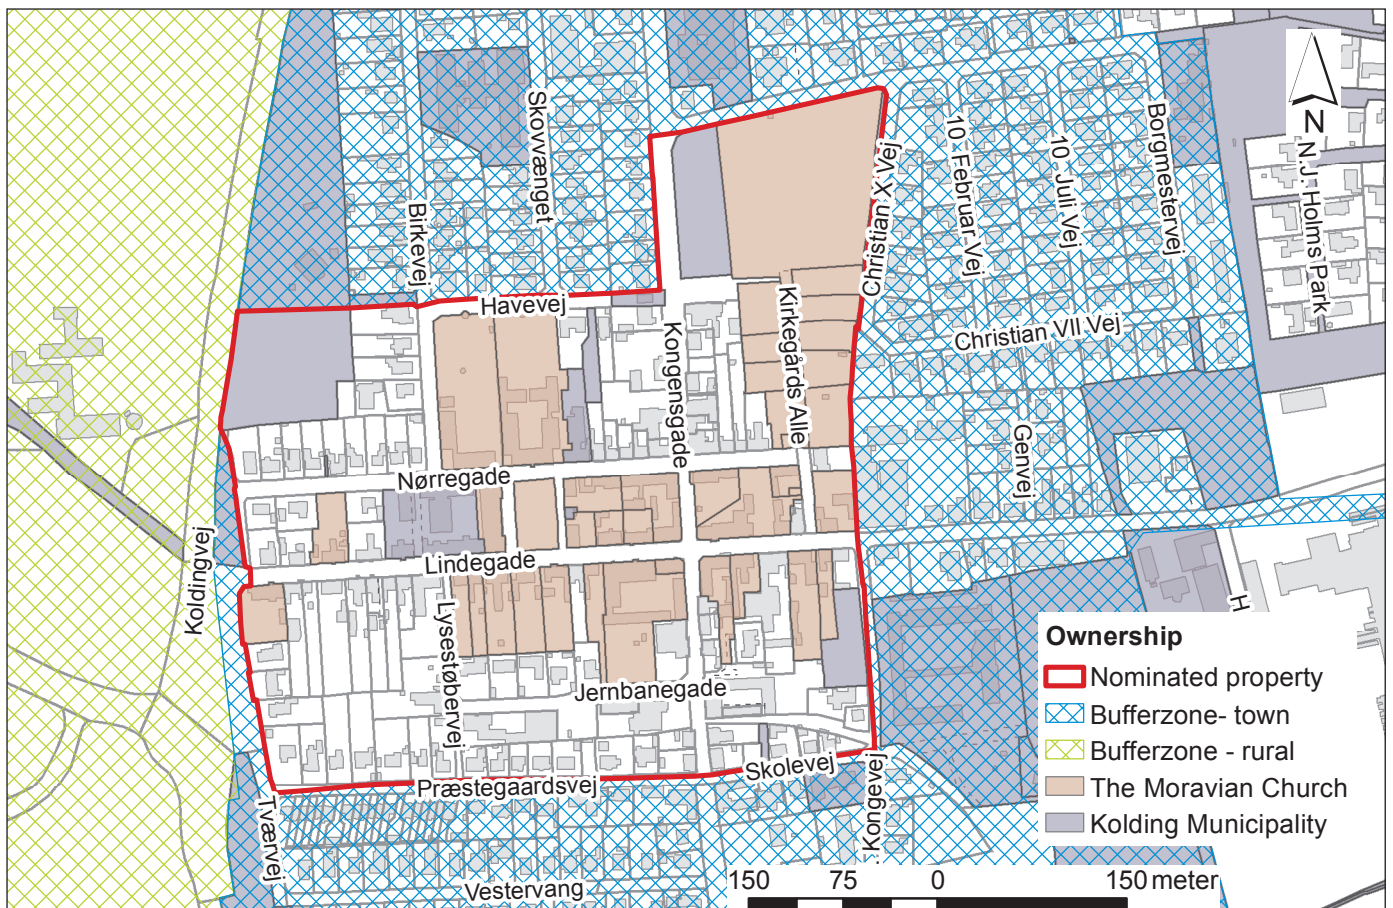 Skovvænget
Birkevej
Havevej
Kongensgade
Kirkegårds Alle
Christian X Vej
10. Februar Vej
10. Juli Vej
Borgmestervej
N.J. Holms Park
N
Christian VII Vej
Genvej
Nørregade
Lindegade
Koldingvej
Lysestøbervej
Jernbanegade
Præstegaardsvej
Skolevej
Kongevej
Tværvej
Vestervang
H
Ownership
Nominated property
Bufferzone- town
Bufferzone - rural
The Moravian Church
Kolding Municipality
150 75 0 150 meter